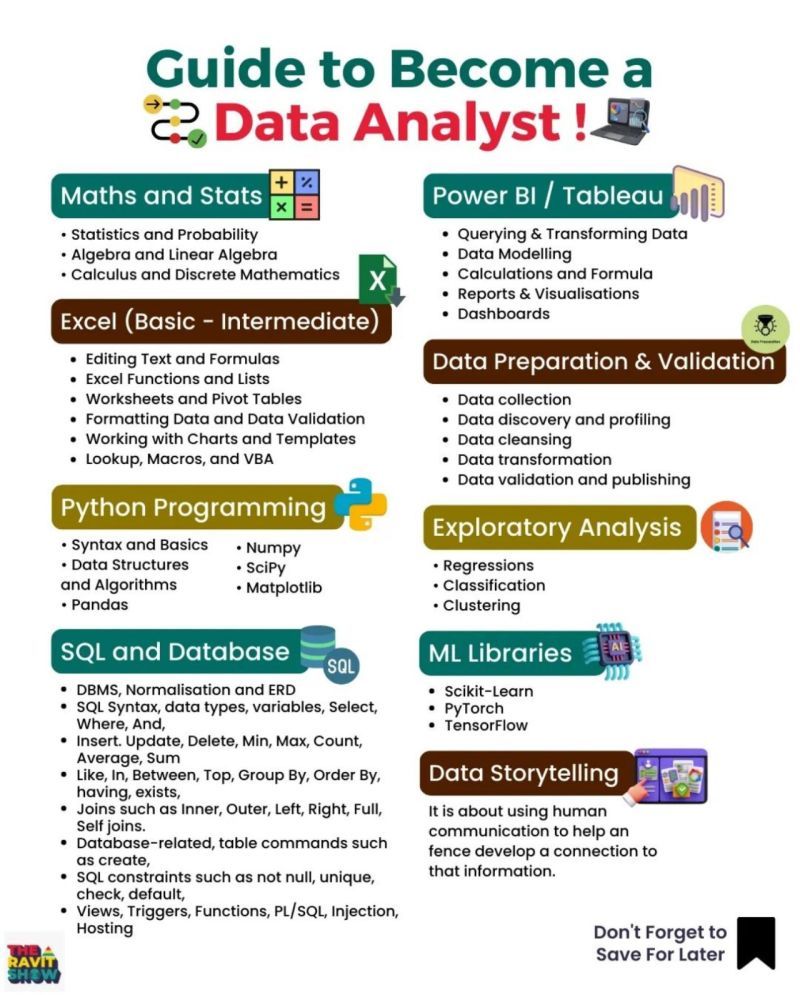 Guide to Become a
Data Analyst !
Maths and Stats
• Statistics and Probability
• Algebra and Linear Algebra
• Calculus and Discrete Mathematics
X
Excel (Basic - Intermediate)
• Editing Text and Formulas
• Excel Functions and Lists
• Worksheets and Pivot Tables
• Formatting Data and Data Validation
• Working with Charts and Templates
• Lookup, Macros, and VBA
Python Programming
• Syntax and Basics
• Data Structures
and Algorithms
• Pandas
• Numpy
• SciPy
• Matplotlib
SQL and Database
SQL
• DBMS, Normalisation and ERD
• SQL Syntax, data types, variables, Select,
Where, And,
• Insert. Update, Delete, Min, Max, Count,
Average, Sum
• Like, In, Between, Top, Group By, Order By,
having, exists,
• Joins such as Inner, Outer, Left, Right, Full,
Self joins.
• Database-related, table commands such
as create,
• SQL constraints such as not null, unique,
check, default,
• Views, Triggers, Functions, PL/SQL, Injection,
Hosting
THE
RAVIT
SHOW
Power BI / Tableau
• Querying & Transforming Data
• Data Modelling
• Calculations and Formula
• Reports & Visualisations
• Dashboards
Data Preparation
Data Preparation & Validation
• Data collection
• Data discovery and profiling
• Data cleansing
• Data transformation
• Data validation and publishing
Exploratory Analysis
• Regressions
• Classification
• Clustering
ML Libraries
AI
• Scikit-Learn
• PyTorch
• TensorFlow
Data Storytelling
It is about using human
communication to help an
fence develop a connection to
that information.
Don't Forget to
Save For Later